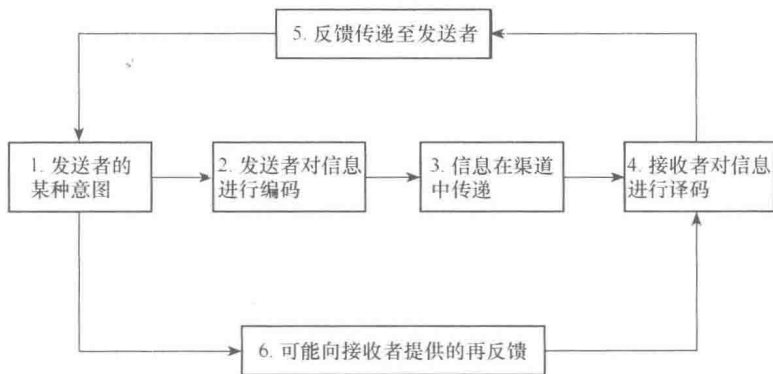 5. 反馈传递至发送者
1. 发送者的
某种意图
2. 发送者对信息
进行编码
3. 信息在渠道
中传递
4. 接收者对信息
进行译码
6. 可能向接收者提供的再反馈